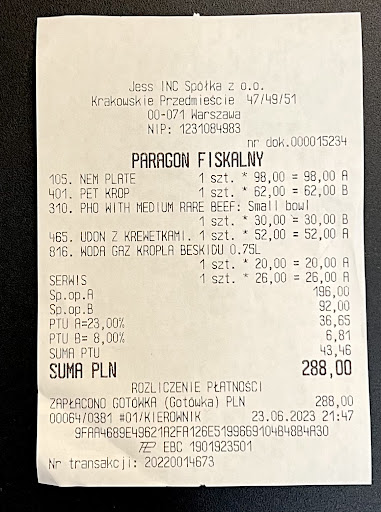 Jess INC Spółka z o.o.
Krakowskie Przedmieście 47/49/51
00-071 Warszawa
NIP: 1231084983
nr dok.000015234
PARAGON FISKALNY
105. NEM PLATE 1 szt. * 98,00 = 98,00 A
401. PET KROP 1 szt. * 62,00 = 62,00 B
310. PHO WITH MEDIUM RARE BEEF: Small bowl
1 szt. * 30,00 = 30,00 B
465. UDON Z KREWETKAMI. 1 szt. * 52,00 = 52,00 A
816. WODA GAZ KROPLA BESKIDU 0.75L
1 szt. * 20,00 = 20,00 A
SERWIS 1 szt. * 26,00 = 26,00 A
Sp.op.A 196,00
Sp.op.B 92,00
PTU A=23,00% 36,65
PTU B= 8,00% 6,81
SUMA PTU 43,46
SUMA PLN 288,00
ROZLICZENIE PŁATNOŚCI
ZAPŁACONO GOTÓWKA (Gotówka) PLN 288,00
00064/0381 #01/KIEROWNIK 23.06.2023 21:47
9FAA4689E49621A2FA126E5199669104B4884A30
EBC 1901923501
Nr transakcji: 20220014673